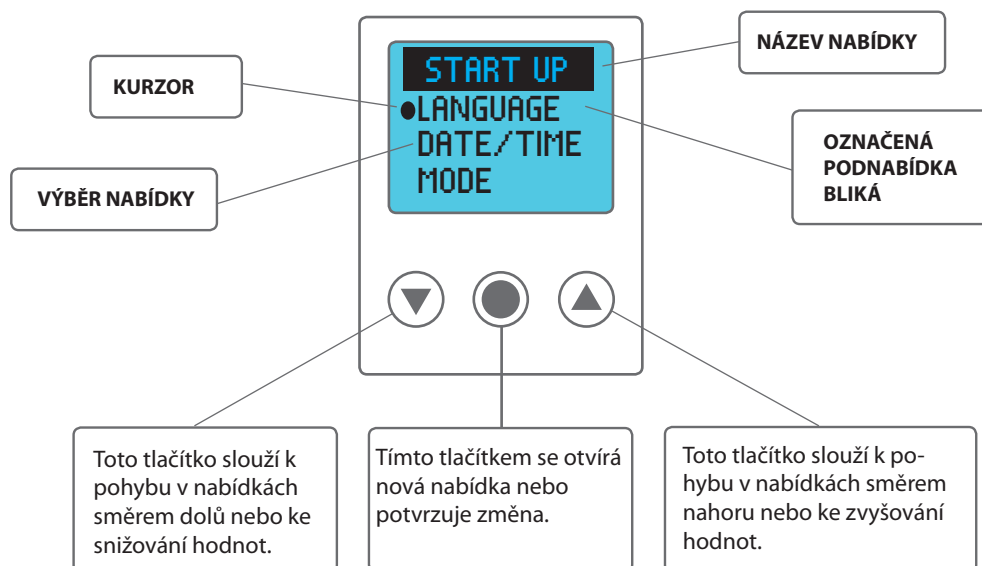 NÁZEV NABÍDKY
KURZOR
START UP
LANGUAGE
DATE/TIME
MODE
OZNAČENÁ
PODNABÍDKA
BLIKÁ
VÝBĚR NABÍDKY
Toto tlačítko slouží k
pohybu v nabídkách
směrem dolů nebo ke
snižování hodnot.
Tímto tlačítkem se otvírá
nová nabídka nebo
potvrzuje změna.
Toto tlačítko slouží k po-
hybu v nabídkách směrem
nahoru nebo ke zvyšování
hodnot.